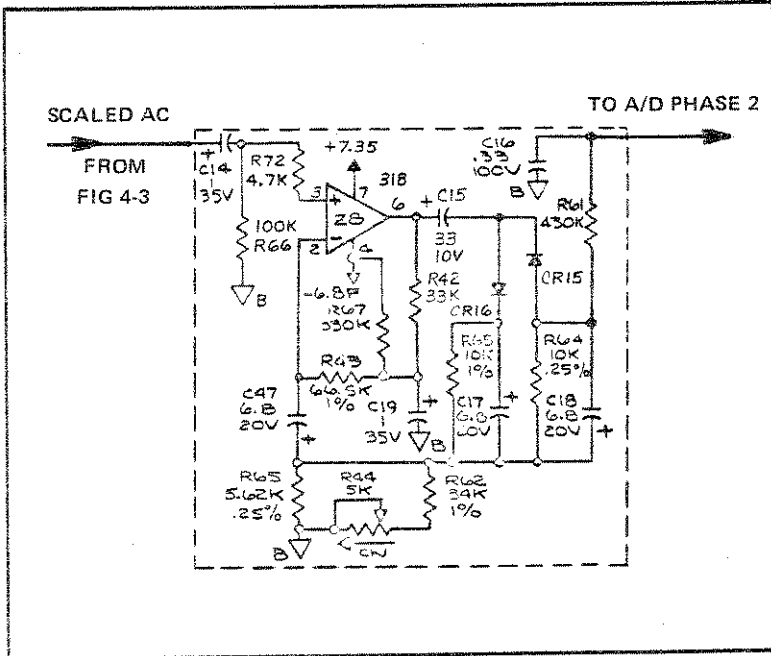 SCALED AC
FROM
FIG 4-3
TO A/D PHASE 2
C14
1
35V
R72
4.7K
+7.35
318
3
7
6
28
2
4
100K
R66
B
-6.8F
R67
330K
C15
33
10V
R42
33K
C16
.33
100V
B
R61
430K
CR15
CR16
R43
66.5K
1%
C47
6.8
20V
C19
1
35V
B
10K
1%
C17
6.8
R64
10K
.25%
C18
6.8
20V
R65
5.62K
.25%
R44
5K
R62
34K
1%
B